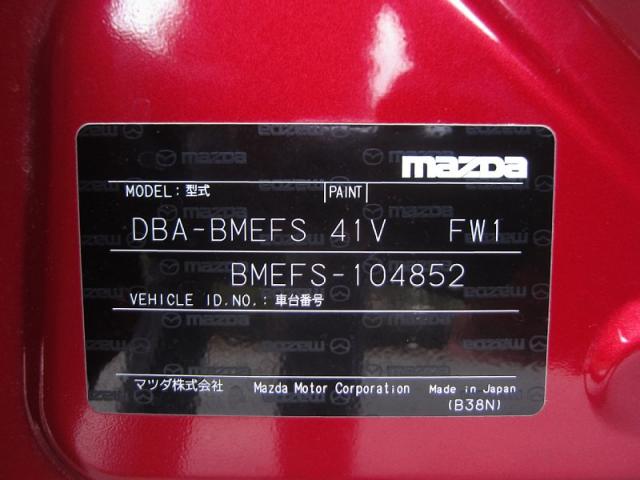 mazda
MODEL: 型式 PAINT
DBA-BMEFS 41V FW1
BMEFS-104852
VEHICLE ID.NO.: 車台番号
マツダ株式会社 Mazda Motor Corporation Made in Japan
(B38N)